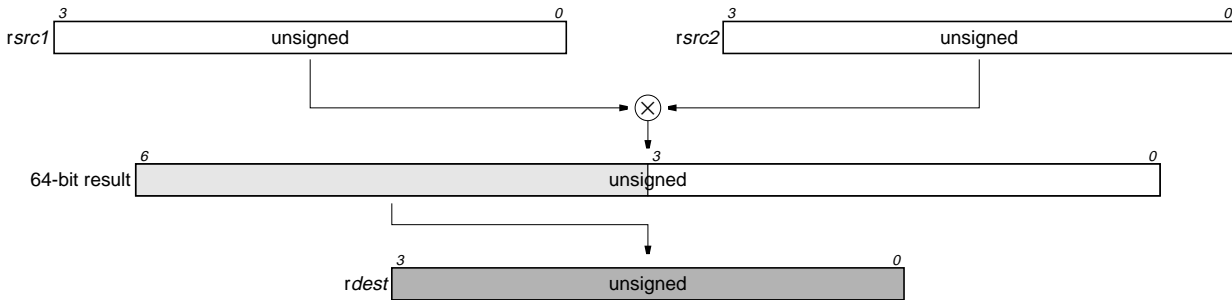 3 0 3 0
rsrc1 unsigned rsrc2 unsigned
6 3 0
64-bit result unsigned
3 0
rdest unsigned